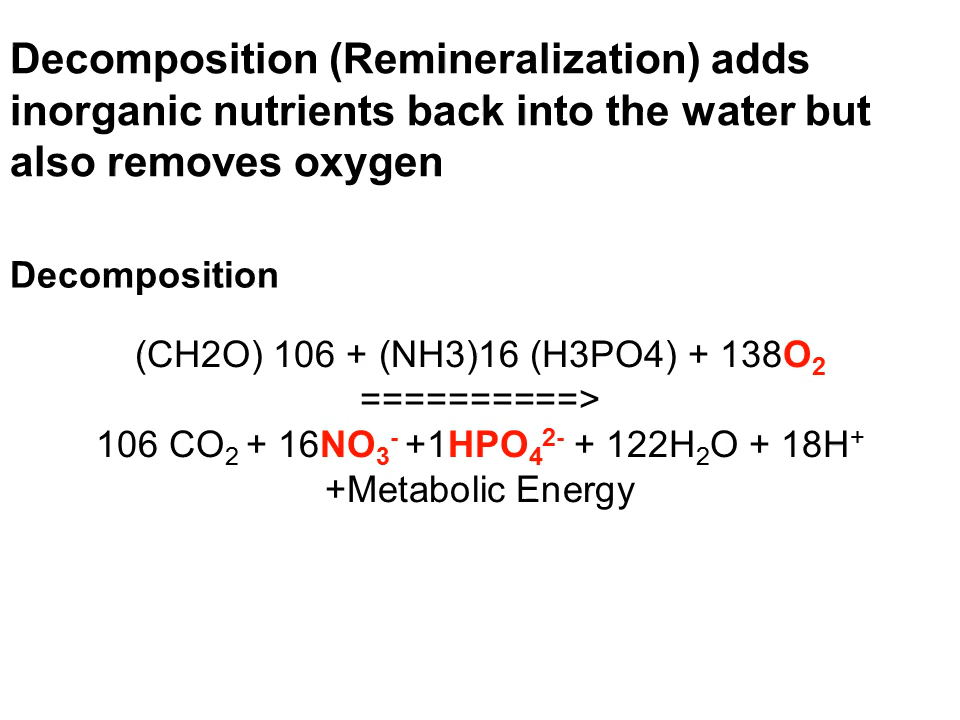 Decomposition (Remineralization) adds
inorganic nutrients back into the water but
also removes oxygen
Decomposition
(CH2O) 106 + (NH3)16 (H3PO4) + 138O₂
==========>
106 CO₂ + 16NO₃⁻ +1HPO₄²⁻ + 122H₂O + 18H⁺
+Metabolic Energy